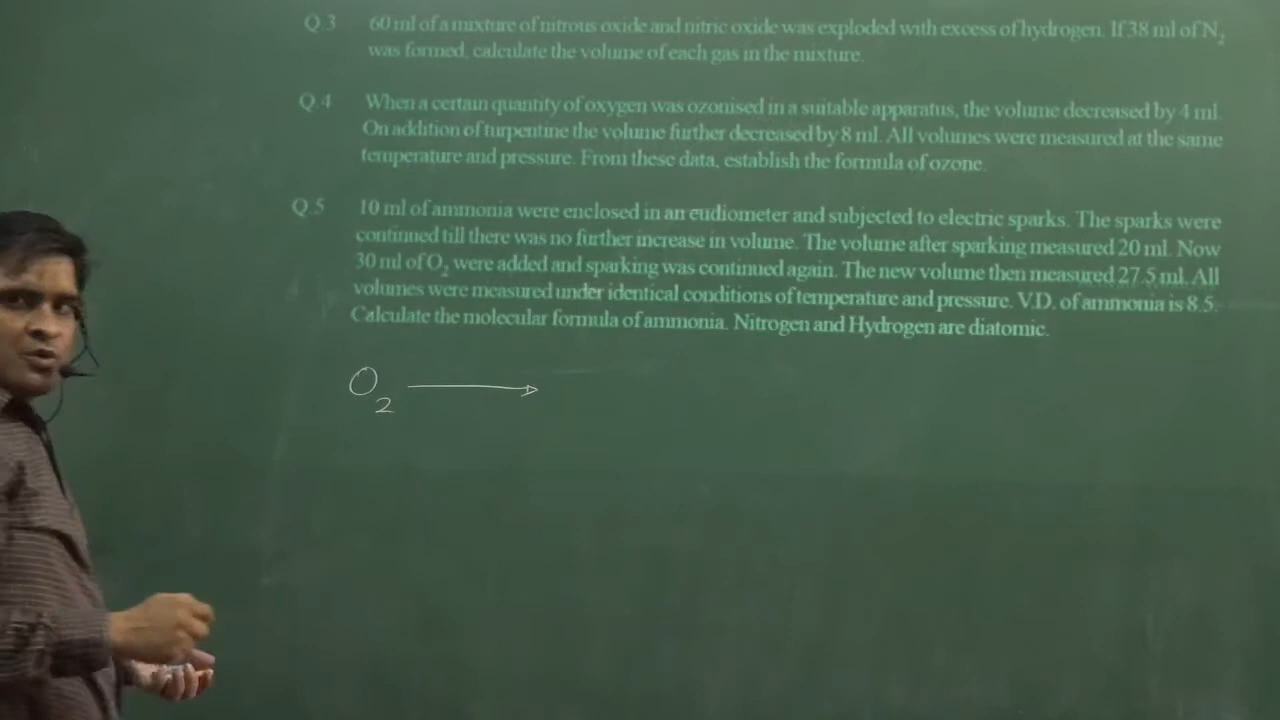 Q.3 60 ml of a mixture of nitrous oxide and nitric oxide was exploded with excess of hydrogen. If 38 ml of N₂
was formed, calculate the volume of each gas in the mixture.
Q.4 When a certain quantity of oxygen was ozonised in a suitable apparatus, the volume decreased by 4 ml.
On addition of turpentine the volume further decreased by 8 ml. All volumes were measured at the same
temperature and pressure. From these data, establish the formula of ozone.
Q.5 10 ml of ammonia were enclosed in an eudiometer and subjected to electric sparks. The sparks were
continued till there was no further increase in volume. The volume after sparking measured 20 ml. Now
30 ml of O₂ were added and sparking was continued again. The new volume then measured 27.5 ml. All
volumes were measured under identical conditions of temperature and pressure. V.D. of ammonia is 8.5.
Calculate the molecular formula of ammonia. Nitrogen and Hydrogen are diatomic.
O₂ →